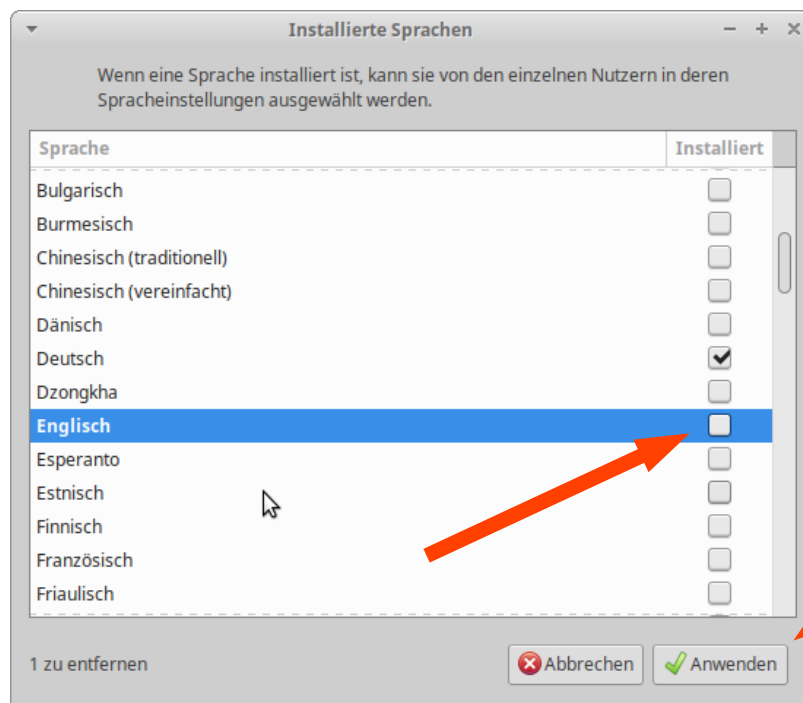 Installierte Sprachen
Wenn eine Sprache installiert ist, kann sie von den einzelnen Nutzern in deren
Spracheinstellungen ausgewählt werden.
Sprache Installiert
Bulgarisch
Burmesisch
Chinesisch (traditionell)
Chinesisch (vereinfacht)
Dänisch
Deutsch
Dzongkha
Englisch
Esperanto
Estnisch
Finnisch
Französisch
Friaulisch
1 zu entfernen Abbrechen Anwenden